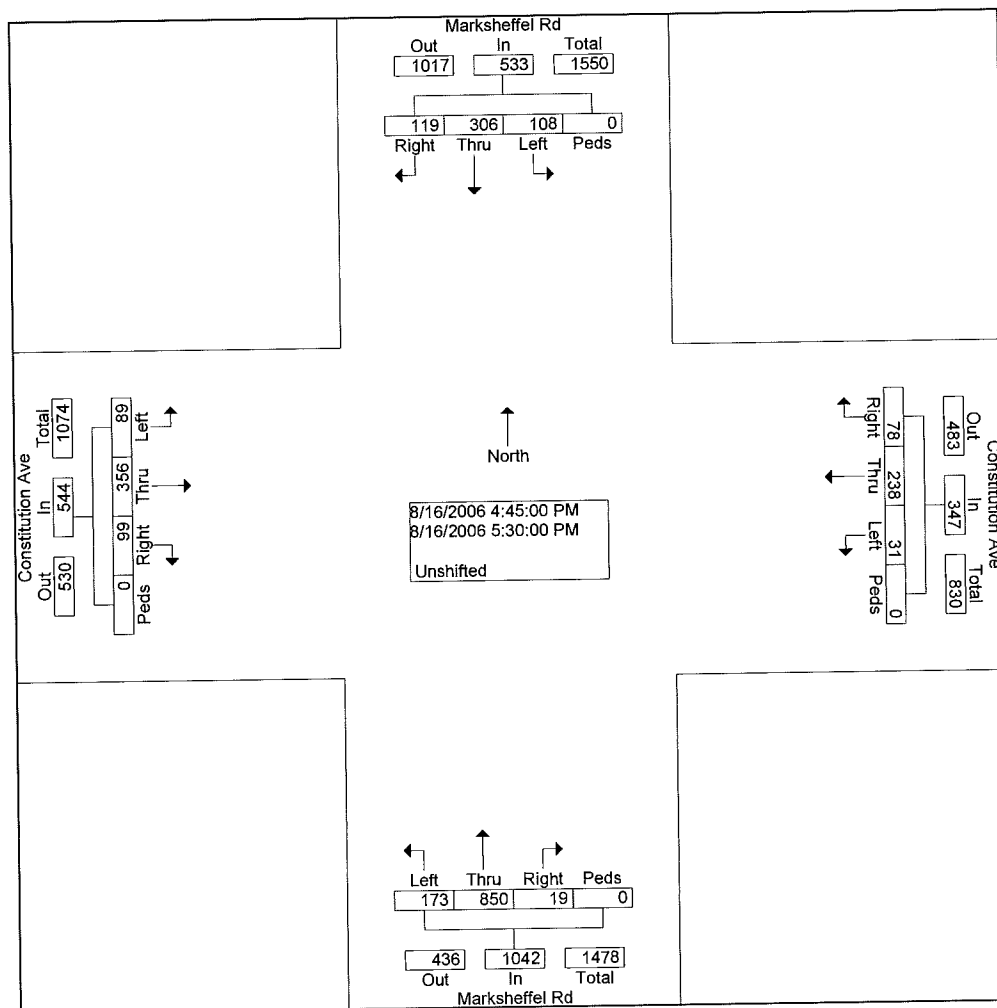 Marksheffel Rd
Out In Total
1017 533 1550
119 306 108 0
Right Thru Left Peds
Constitution Ave
Out In Total
530 544 1074
89 356 99 0
Left Thru Right Peds
North
8/16/2006 4:45:00 PM
8/16/2006 5:30:00 PM
Unshifted
Right Thru Left Peds
78 238 31 0
Out In Total
483 347 830
Constitution Ave
Left Thru Right Peds
173 850 19 0
436 1042 1478
Out In Total
Marksheffel Rd